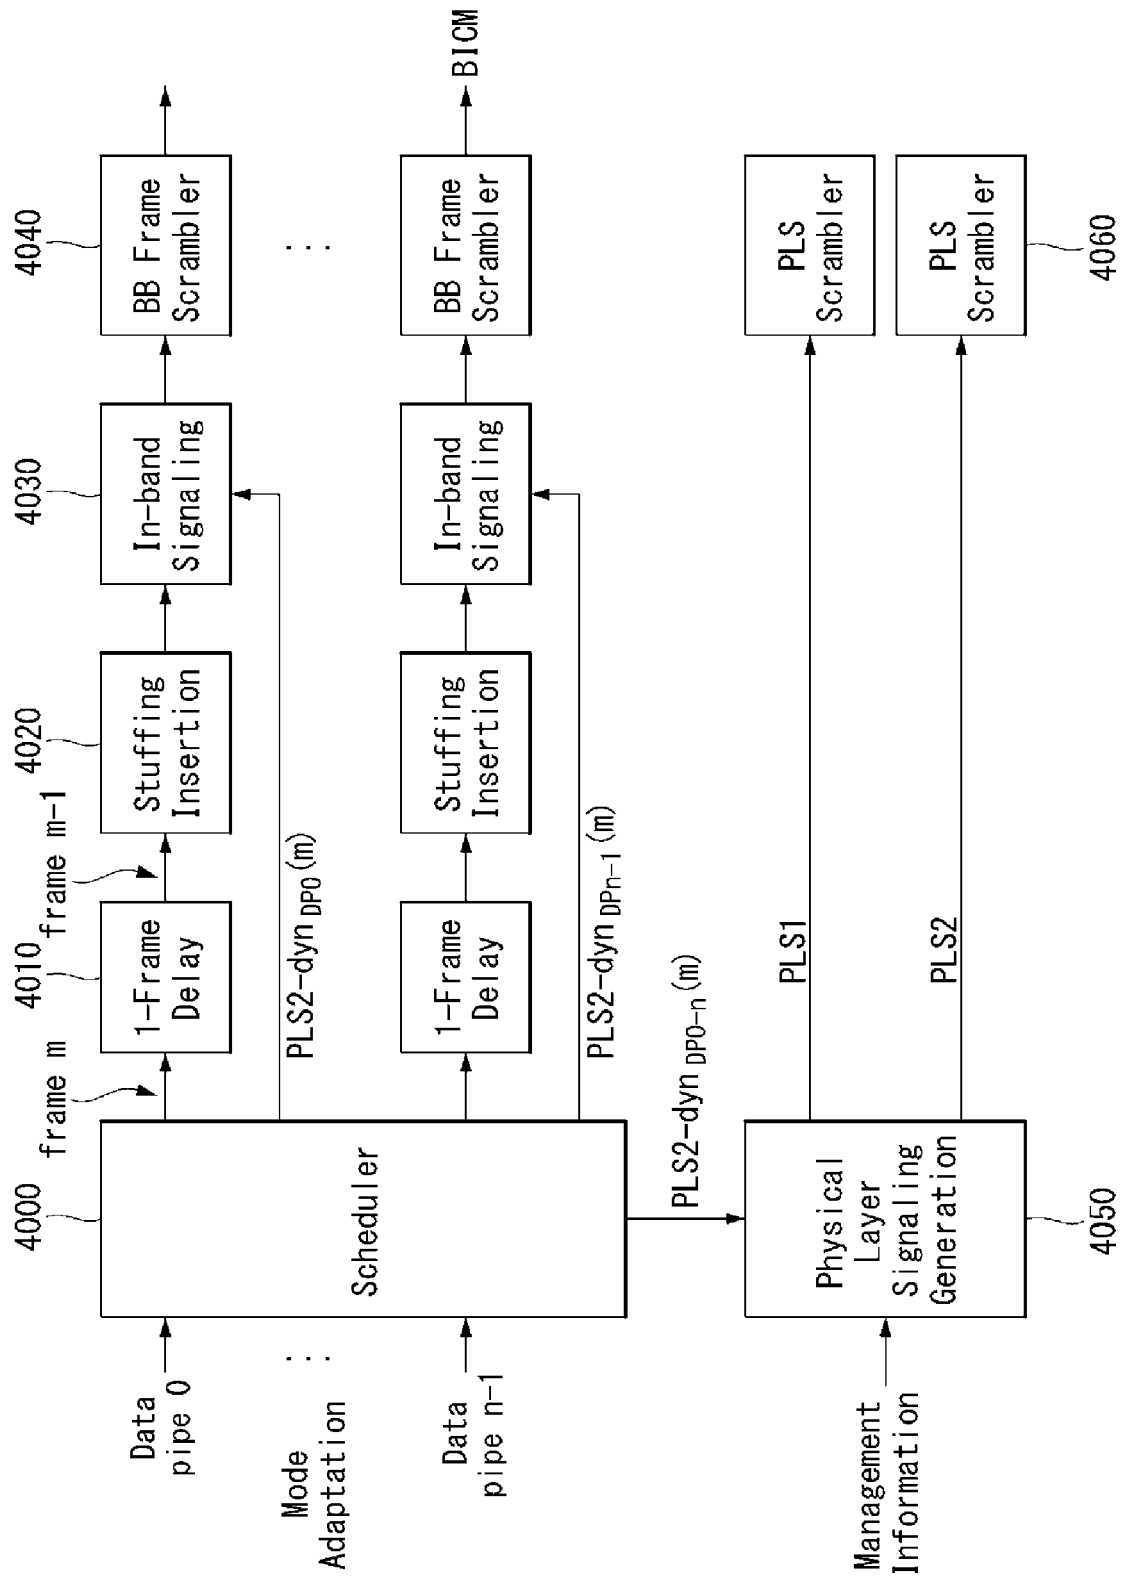 4000
frame m
4010
frame m-1
4020
4030
4040
Data
pipe 0
Scheduler
1-Frame
Delay
Stuffing
Insertion
In-band
Signaling
BB Frame
Scrambler
PLS2-dyn DP0 (m)
Mode
Adaptation
...
...
Data
pipe n-1
1-Frame
Delay
Stuffing
Insertion
In-band
Signaling
BB Frame
Scrambler
BICM
PLS2-dyn DPn-1 (m)
PLS2-dyn DP0-n (m)
Management
Information
Physical
Layer
Signaling
Generation
PLS1
PLS
Scrambler
PLS2
PLS
Scrambler
4050
4060